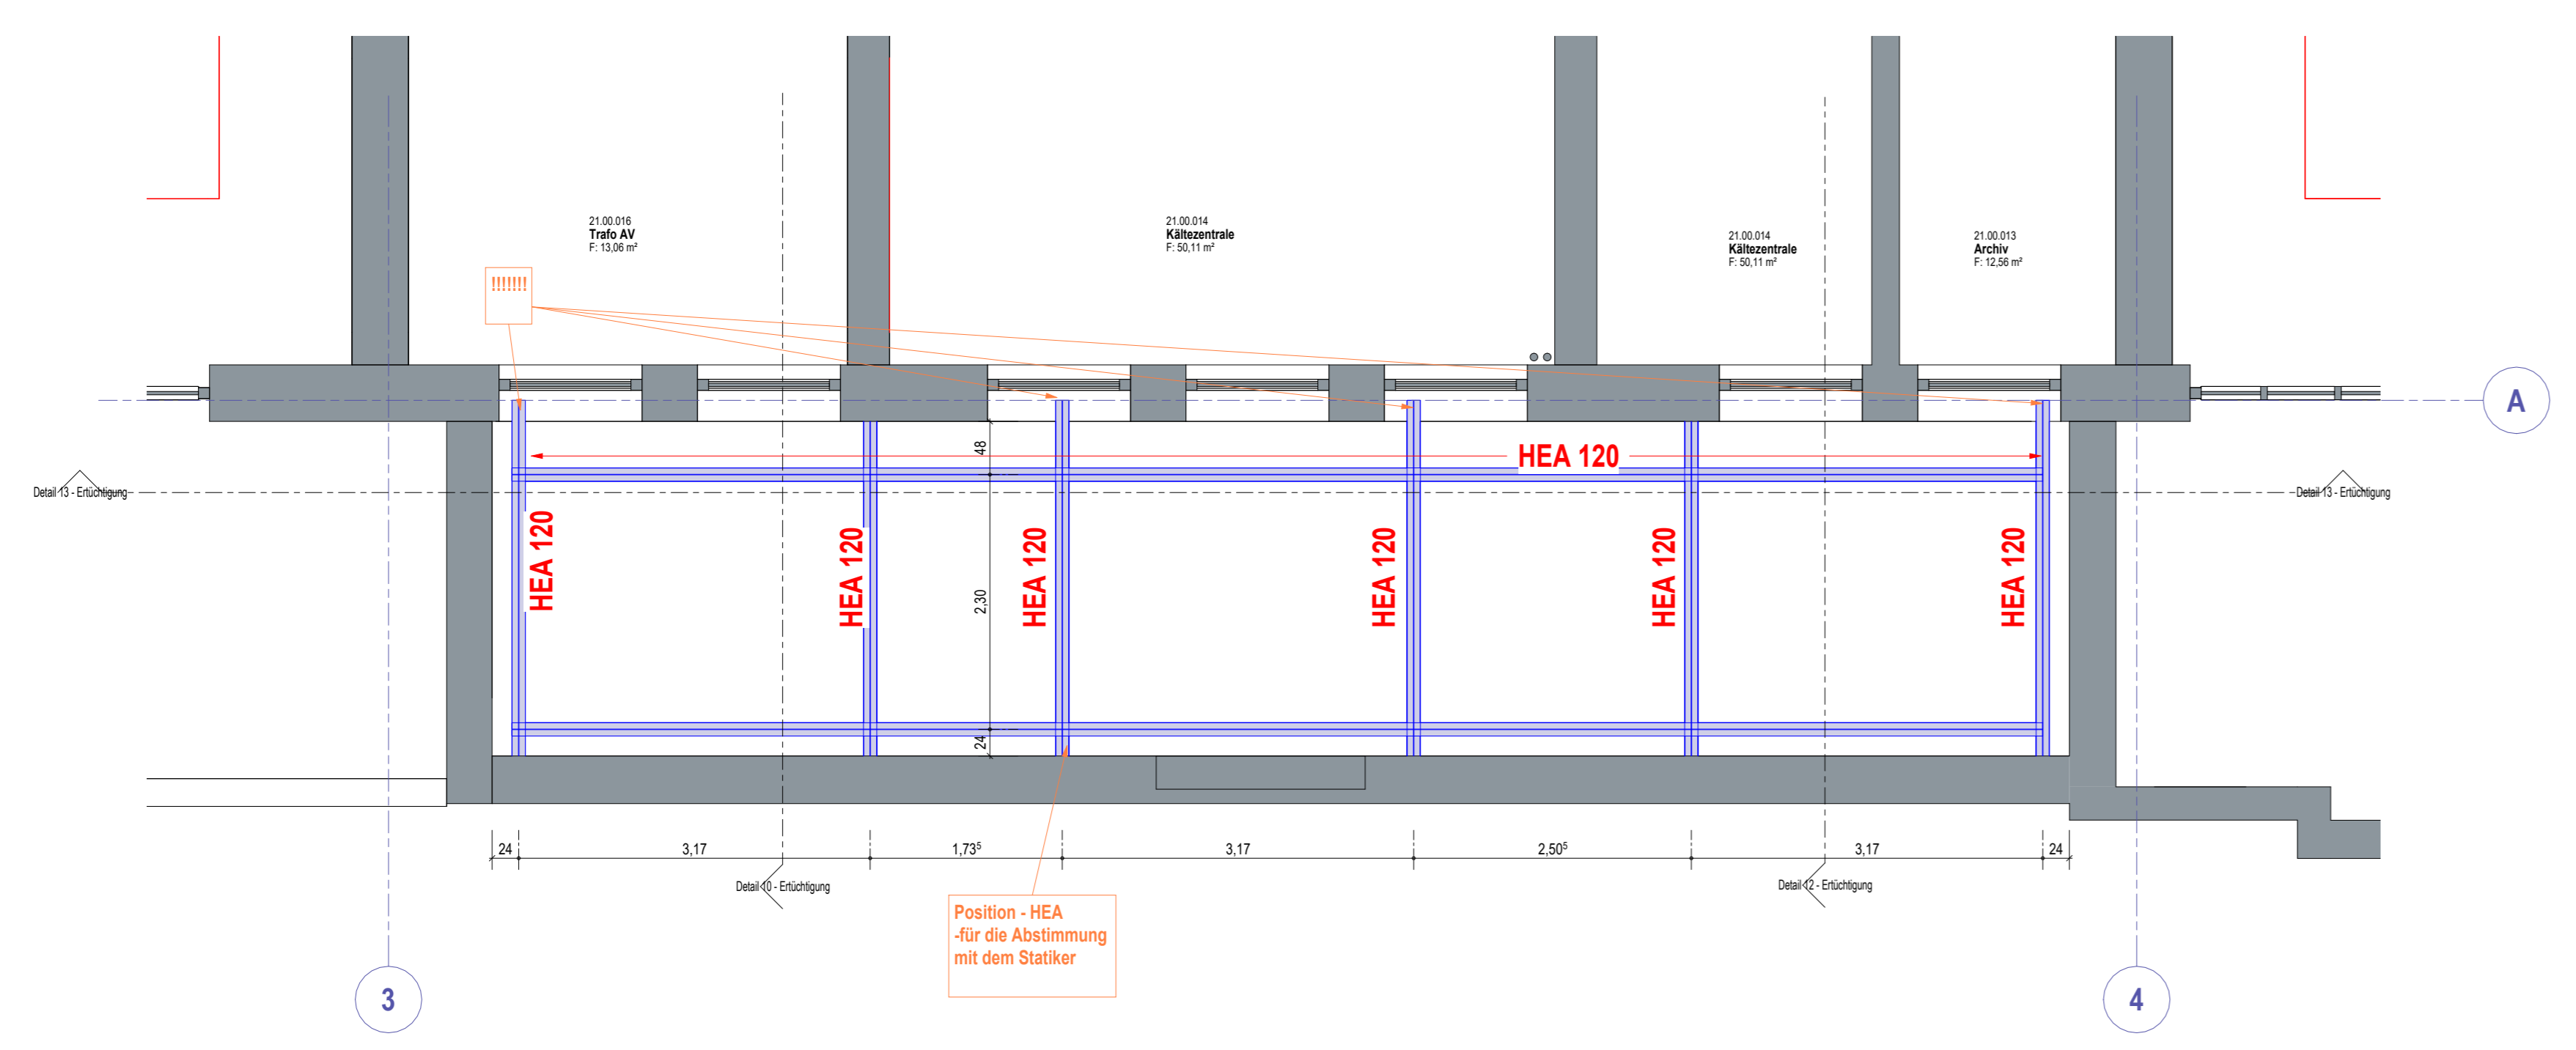 21.00.016
Trafo AV
F: 13,06 m²
21.00.014
Kältezentrale
F: 50,11 m²
21.00.014
Kältezentrale
F: 50,11 m²
21.00.013
Archiv
F: 12,56 m²
!!!!!!!
A
48
HEA 120
Detail 13 - Ertüchtigung
Detail 13 - Ertüchtigung
HEA 120
HEA 120
HEA 120
HEA 120
HEA 120
HEA 120
2,30
24
24
3,17
1,73⁵
3,17
2,50⁵
3,17
24
Detail 10 - Ertüchtigung
Detail 12 - Ertüchtigung
Position - HEA
-für die Abstimmung
mit dem Statiker
3
4